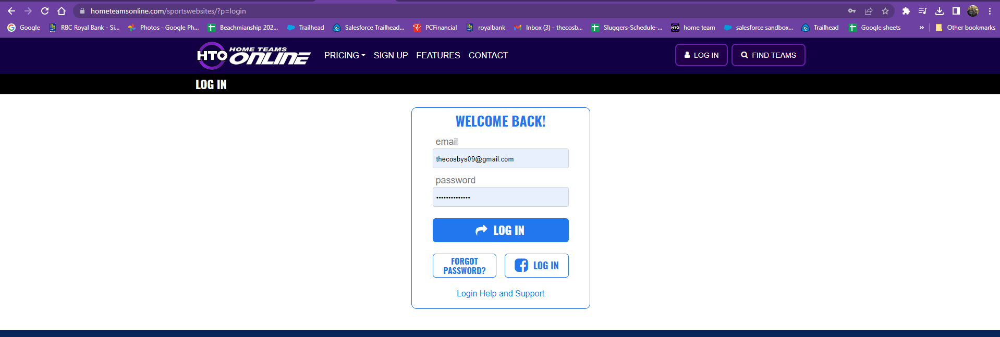 hometeamsonline.com/sportswebsites/?p=login
Google RBC Royal Bank - Si... Photos - Google Ph... Beachmianship 202... Trailhead Salesforce Trailhead... PCFinancial royalbank Inbox (3) - thecosb... Sluggers-Schedule-... HTO home team salesforce sandbox... Trailhead Google sheets » Other bookmarks
HTO HOME TEAMS ONLINE PRICING SIGN UP FEATURES CONTACT LOG IN FIND TEAMS
LOG IN
WELCOME BACK!
email
thecosbys09@gmail.com
password
••••••••••••••
LOG IN
FORGOT PASSWORD?
LOG IN
Login Help and Support